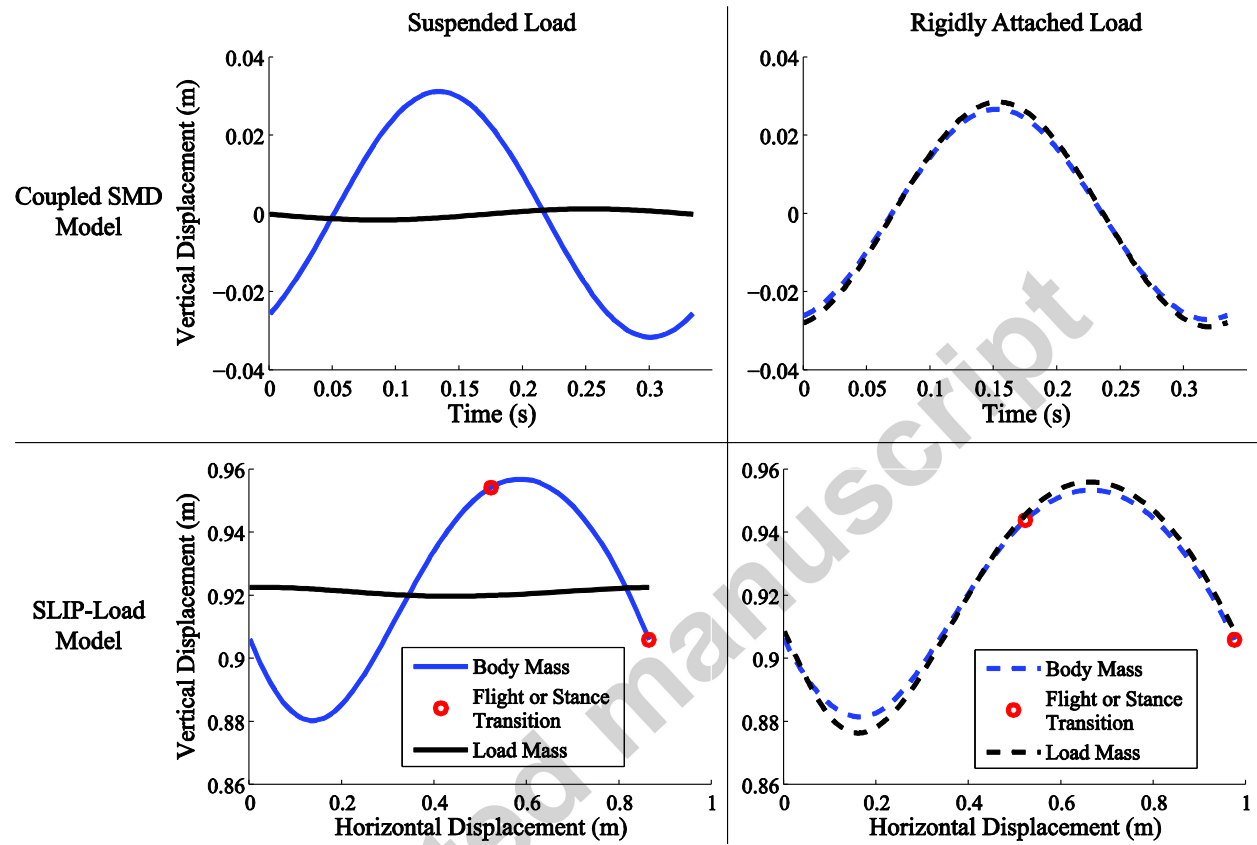 Suspended Load
Rigidly Attached Load
Coupled SMD
Model
Vertical Displacement (m)
0.04
0.02
0
−0.02
−0.04
0
0.05
0.1
0.15
0.2
0.25
0.3
Time (s)
0.04
0.02
0
−0.02
−0.04
0
0.05
0.1
0.15
0.2
0.25
0.3
Time (s)
SLIP-Load
Model
Vertical Displacement (m)
0.96
0.94
0.92
0.9
0.88
0.86
0
0.2
0.4
0.6
0.8
1
Horizontal Displacement (m)
Body Mass
Flight or Stance
Transition
Load Mass
0.96
0.94
0.92
0.9
0.88
0.86
0
0.2
0.4
0.6
0.8
1
Horizontal Displacement (m)
Body Mass
Flight or Stance
Transition
Load Mass
ted manuscript